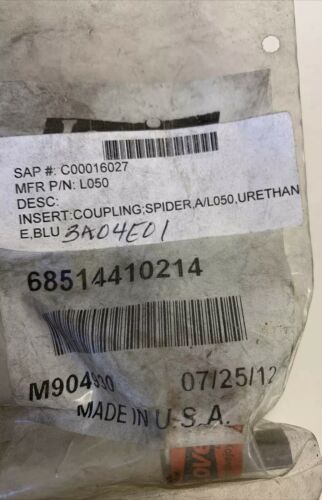 SAP #: C00016027
MFR P/N: L050
DESC:
INSERT:COUPLING;SPIDER,A/L050,URETHAN
E,BLU 3A04E01
68514410214
07/25/12
MADE IN U.S.A.